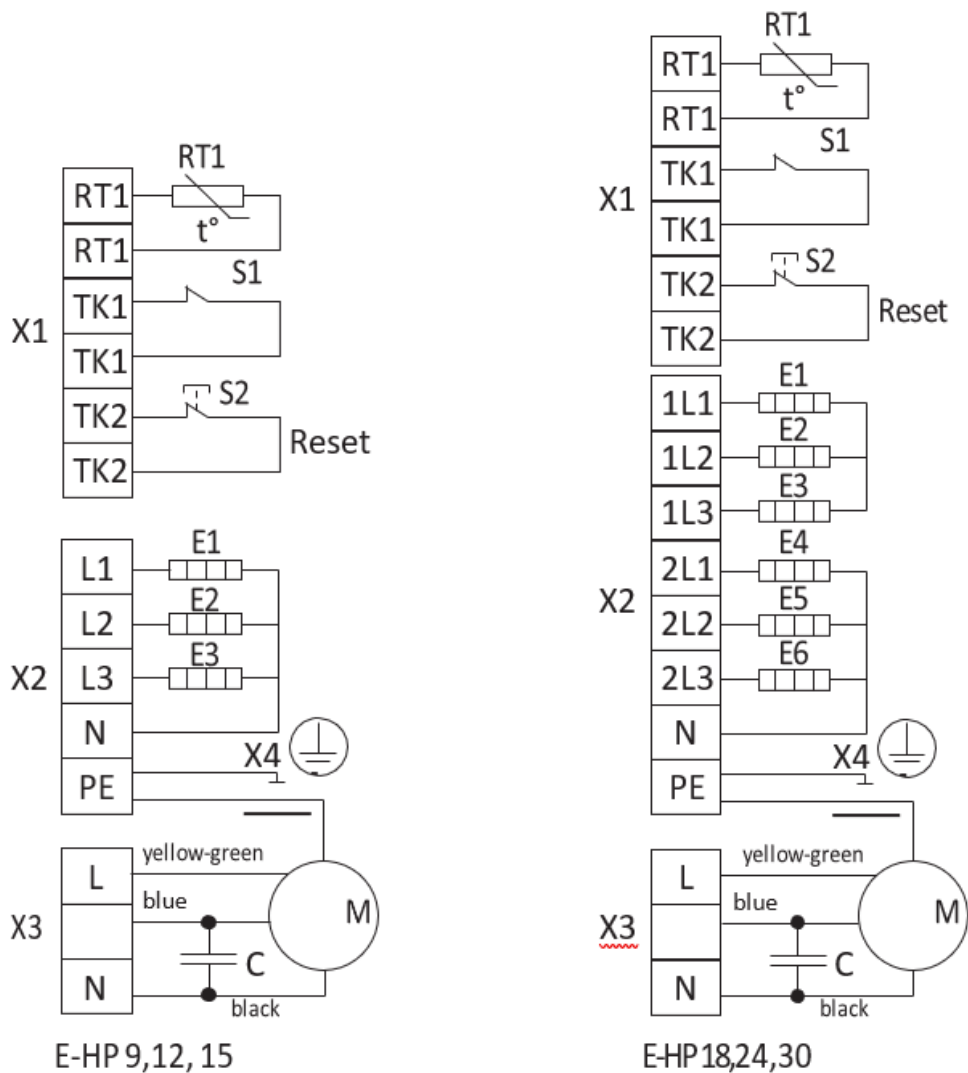 RT1
RT1
t°
RT1
TK1
S1
X1
TK1
TK2
S2
Reset
TK2
E1
L1
E2
L2
E3
X2
L3
N
X4
PE
yellow-green
L
blue
M
X3
C
N
black
E-HP 9,12, 15
RT1
RT1
t°
RT1
S1
TK1
X1
TK1
S2
TK2
Reset
TK2
E1
1L1
E2
1L2
E3
1L3
E4
2L1
X2
E5
2L2
E6
2L3
N
X4
PE
yellow-green
L
blue
M
X3
C
N
black
E-HP18,24,30